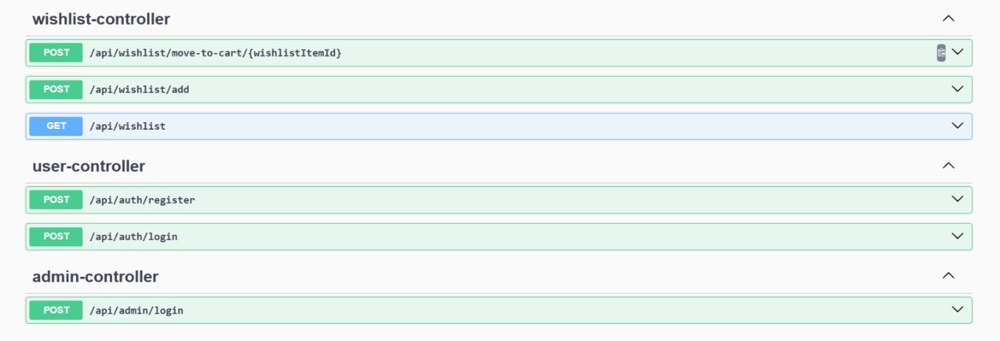 wishlist-controller
POST /api/wishlist/move-to-cart/{wishlistItemId}
POST /api/wishlist/add
GET /api/wishlist
user-controller
POST /api/auth/register
POST /api/auth/login
admin-controller
POST /api/admin/login